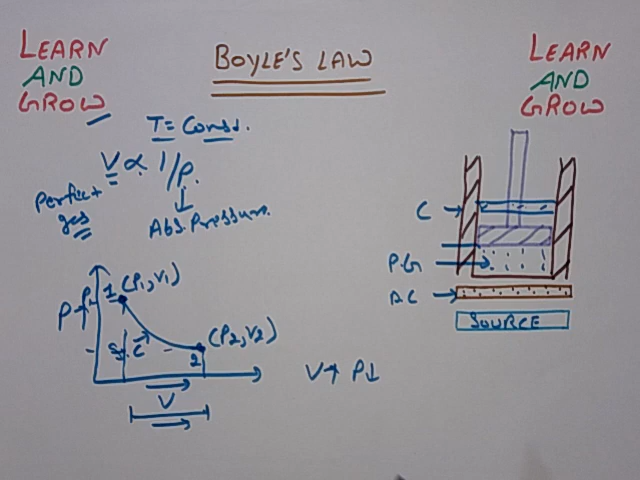 LEARN
AND
GROW
BOYLE'S LAW
LEARN
AND
GROW
T = Const.
V ∝ 1/P.
Perfect
gas
Abs. Pressure.
C
P.G
SOURCE
P
1 (P1, V1)
(P2, V2)
2
C
V
V↑ P↓